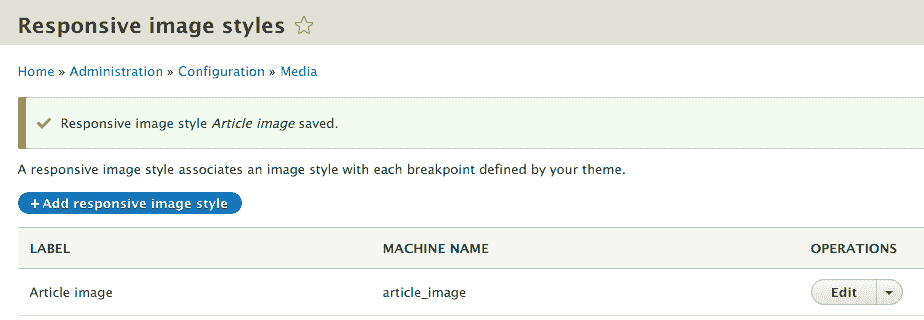 Responsive image styles
Home » Administration » Configuration » Media
Responsive image style Article image saved.
A responsive image style associates an image style with each breakpoint defined by your theme.
+ Add responsive image style
LABEL MACHINE NAME OPERATIONS
Article image article_image Edit